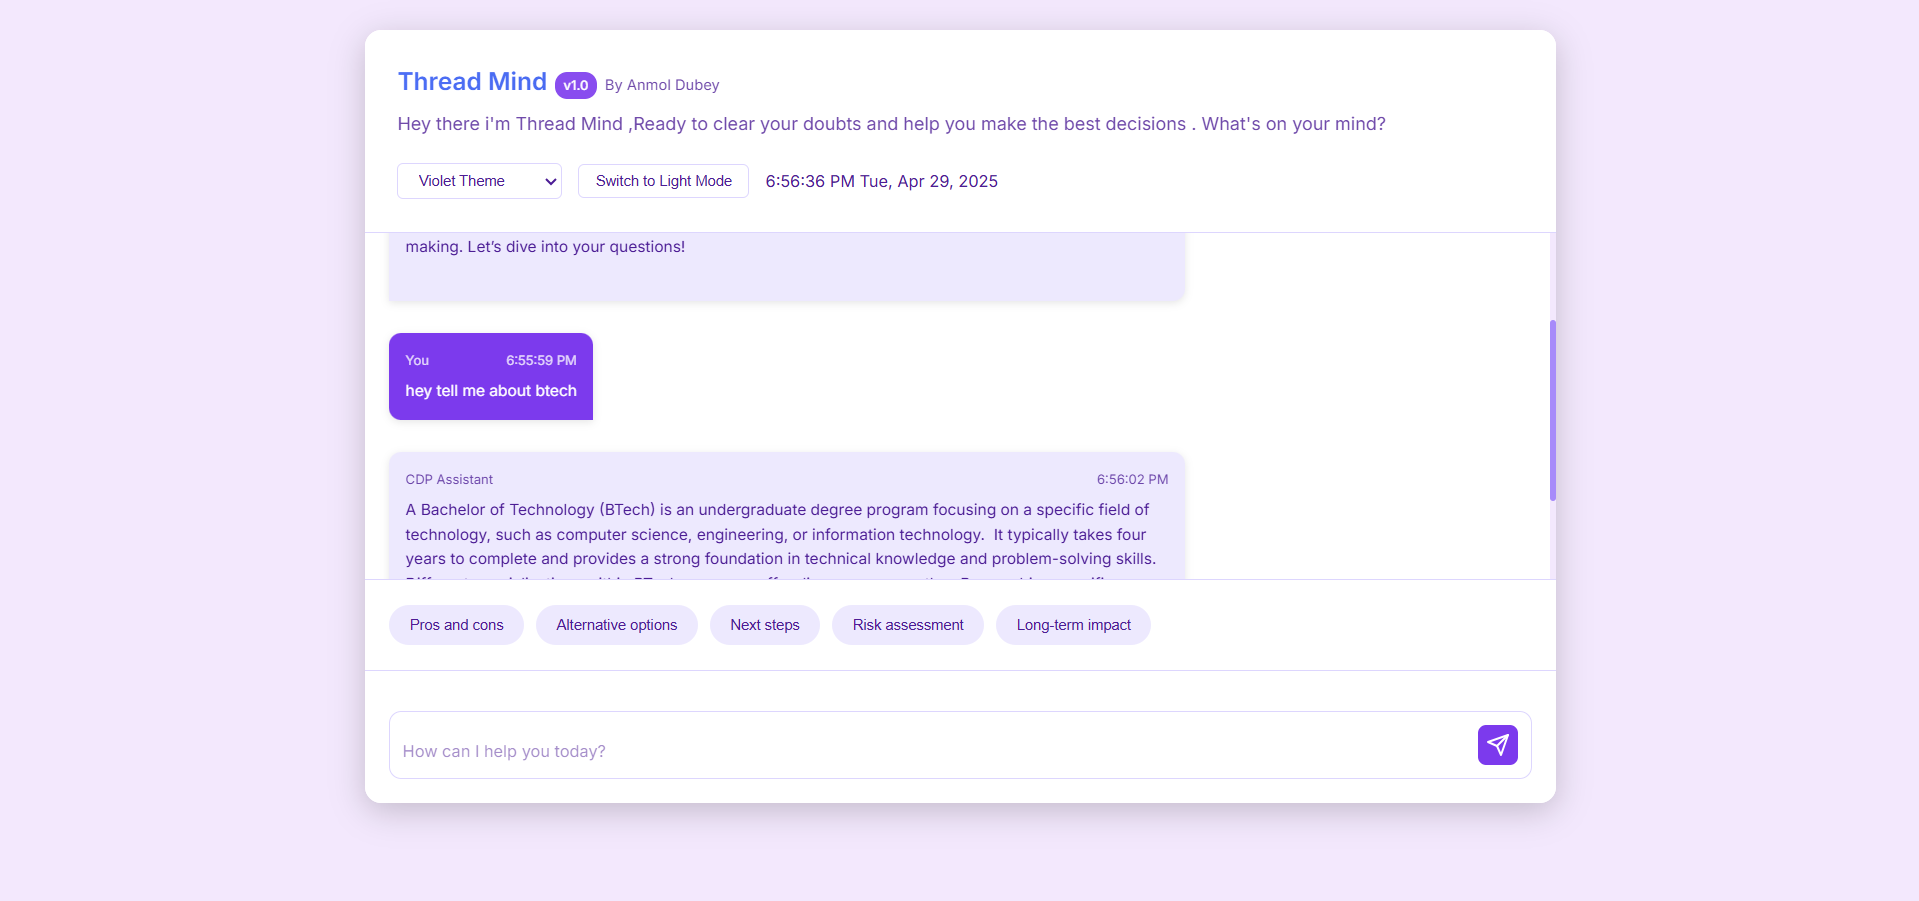 Thread Mind v1.0 By Anmol Dubey
Hey there i'm Thread Mind ,Ready to clear your doubts and help you make the best decisions . What's on your mind?
Violet Theme Switch to Light Mode 6:56:36 PM Tue, Apr 29, 2025
making. Let’s dive into your questions!
You 6:55:59 PM
hey tell me about btech
CDP Assistant 6:56:02 PM
A Bachelor of Technology (BTech) is an undergraduate degree program focusing on a specific field of
technology, such as computer science, engineering, or information technology.  It typically takes four
years to complete and provides a strong foundation in technical knowledge and problem-solving skills.
Pros and cons Alternative options Next steps Risk assessment Long-term impact
How can I help you today?